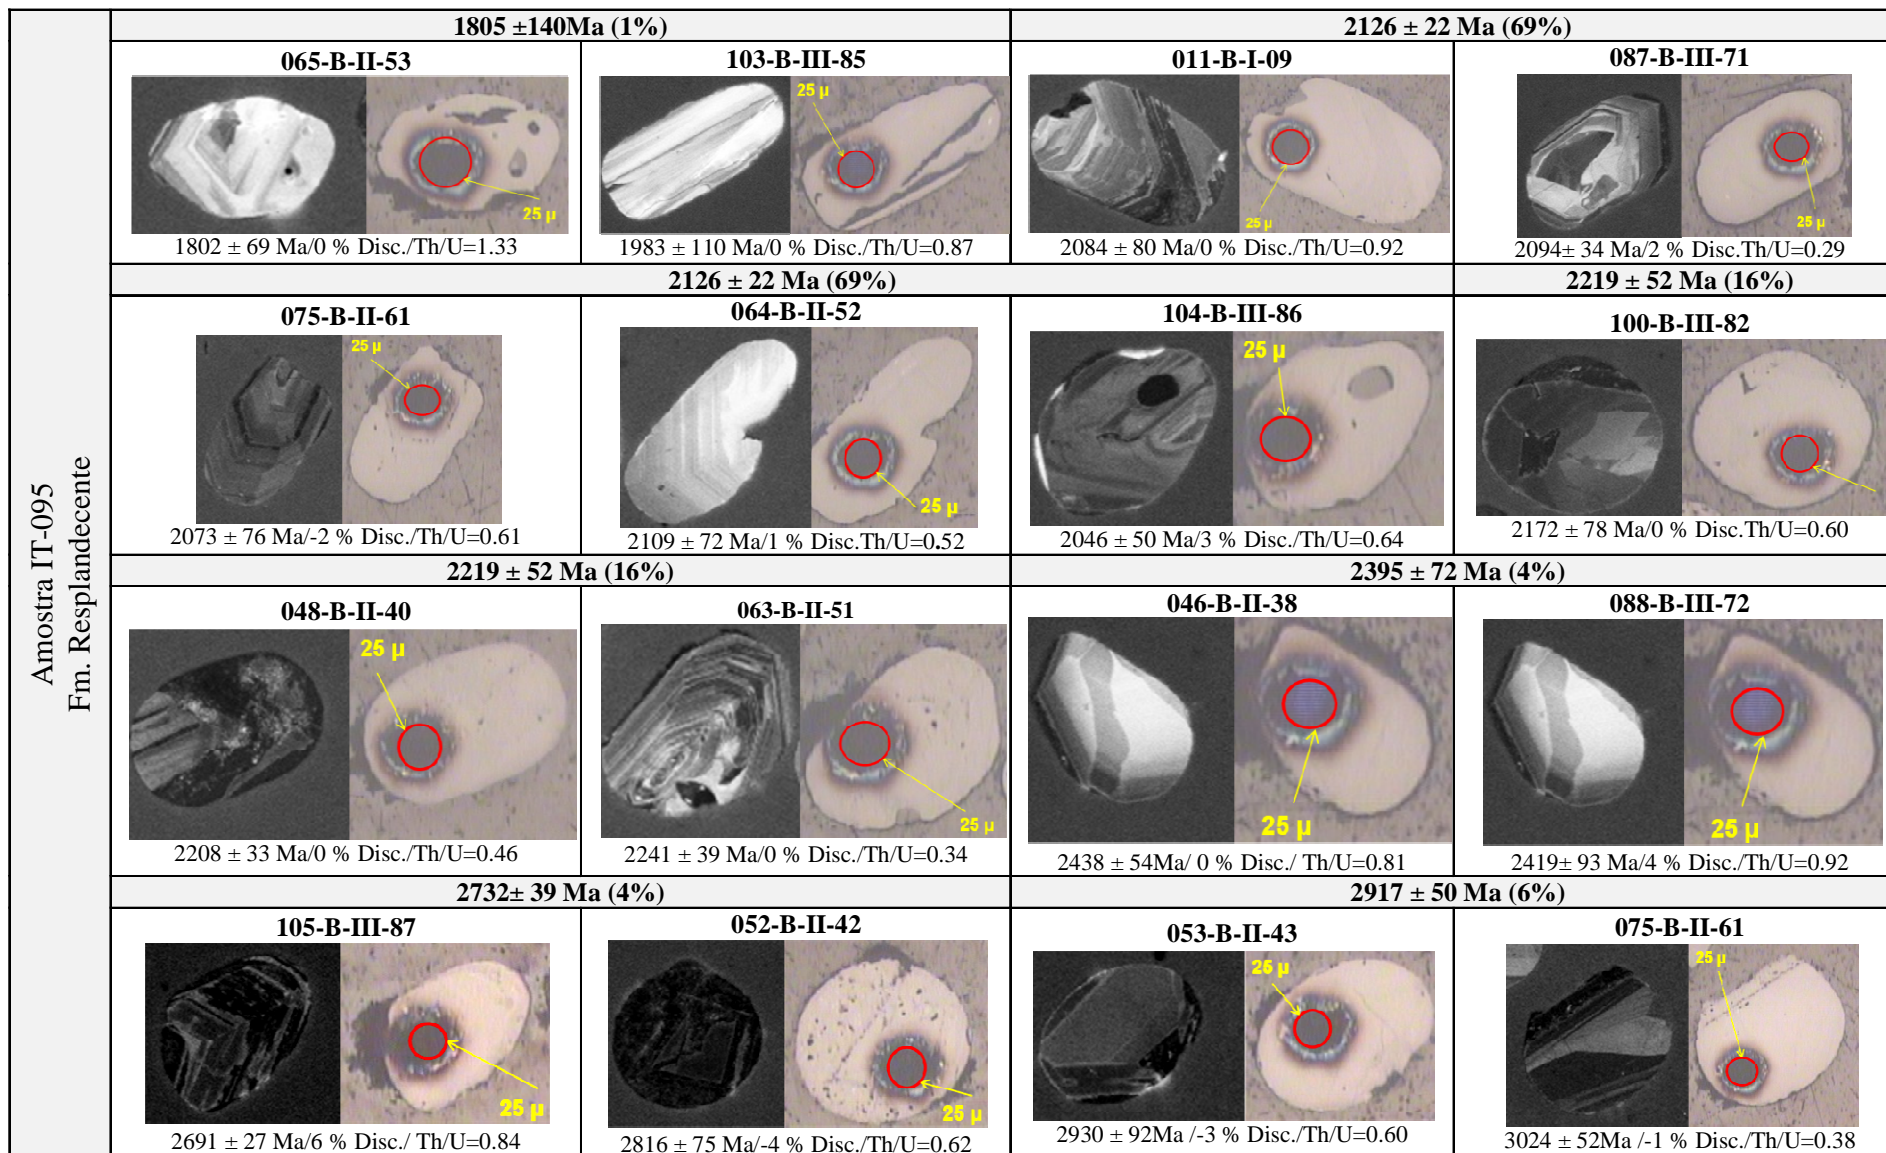 Amostra IT-095
Fm. Resplandecente
1805 ±140Ma (1%)
2126 ± 22 Ma (69%)
065-B-II-53
103-B-III-85
011-B-I-09
087-B-III-71
25 µ
25 µ
25 µ
25 µ
1802 ± 69 Ma/0 % Disc./Th/U=1.33
1983 ± 110 Ma/0 % Disc./Th/U=0.87
2084 ± 80 Ma/0 % Disc./Th/U=0.92
2094± 34 Ma/2 % Disc.Th/U=0.29
2126 ± 22 Ma (69%)
2219 ± 52 Ma (16%)
075-B-II-61
064-B-II-52
104-B-III-86
100-B-III-82
25 µ
25 µ
25 µ
2073 ± 76 Ma/-2 % Disc./Th/U=0.61
2109 ± 72 Ma/1 % Disc.Th/U=0.52
2046 ± 50 Ma/3 % Disc./Th/U=0.64
2172 ± 78 Ma/0 % Disc.Th/U=0.60
2219 ± 52 Ma (16%)
2395 ± 72 Ma (4%)
048-B-II-40
063-B-II-51
046-B-II-38
088-B-III-72
25 µ
25 µ
25 µ
25 µ
2208 ± 33 Ma/0 % Disc./Th/U=0.46
2241 ± 39 Ma/0 % Disc./Th/U=0.34
2438 ± 54Ma/ 0 % Disc./ Th/U=0.81
2419± 93 Ma/4 % Disc./Th/U=0.92
2732± 39 Ma (4%)
2917 ± 50 Ma (6%)
105-B-III-87
052-B-II-42
053-B-II-43
075-B-II-61
25 µ
25 µ
25 µ
25 µ
2691 ± 27 Ma/6 % Disc./ Th/U=0.84
2816 ± 75 Ma/-4 % Disc./Th/U=0.62
2930 ± 92Ma /-3 % Disc./Th/U=0.60
3024 ± 52Ma /-1 % Disc./Th/U=0.38